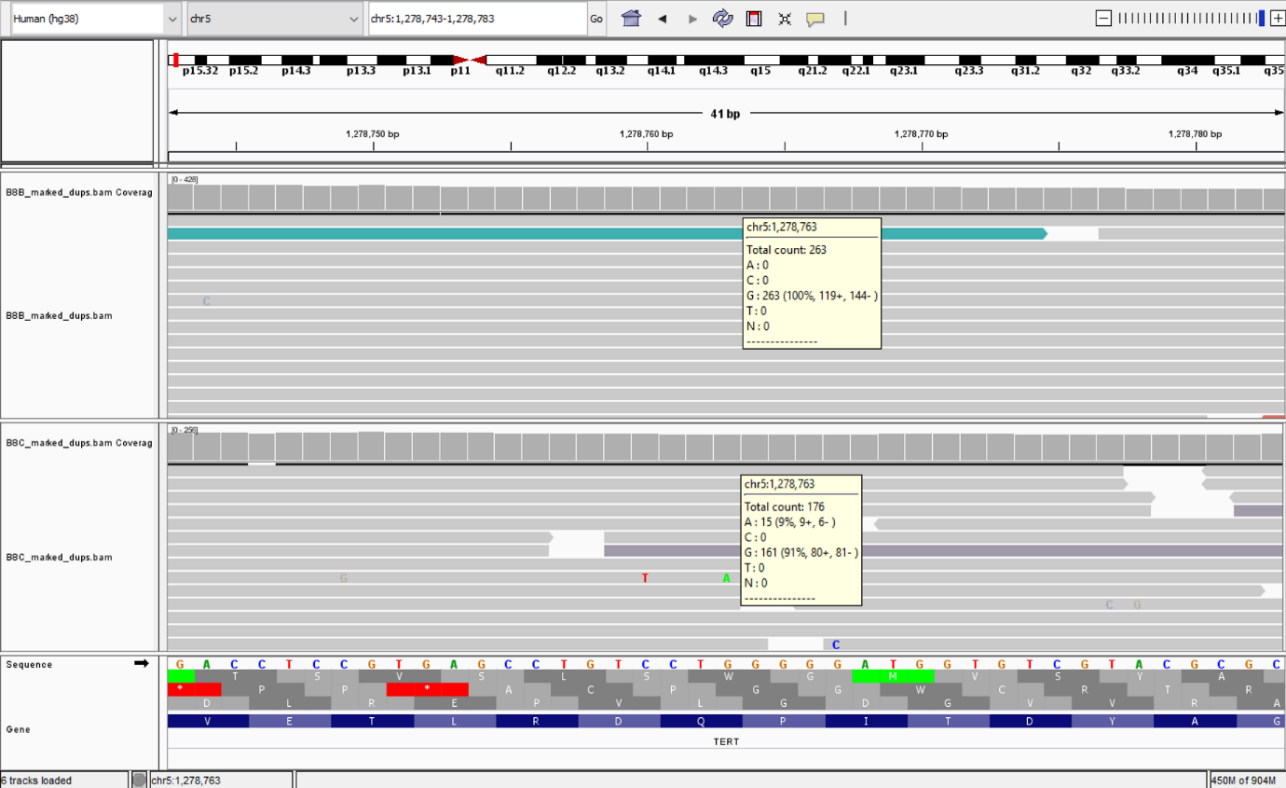 Human (hg38) chr5 chr5:1,278,743-1,278,783 Go
p15.32 p15.2 p14.3 p13.3 p13.1 p11 q11.2 q12.2 q13.2 q14.1 q14.3 q15 q21.2 q22.1 q23.1 q23.3 q31.2 q32 q33.2 q34 q35.1 q35
41 bp
1,278,750 bp 1,278,760 bp 1,278,770 bp 1,278,780 bp
[0 - 428]
B8B_marked_dups.bam Coverag
chr5:1,278,763
Total count: 263
A : 0
C : 0
G : 263 (100%, 119+, 144- )
T : 0
N : 0
---------------
C
B8B_marked_dups.bam
[0 - 256]
B8C_marked_dups.bam Coverag
chr5:1,278,763
Total count: 176
A : 15 (9%, 9+, 6- )
C : 0
G : 161 (91%, 80+, 81- )
T : 0
N : 0
---------------
B8C_marked_dups.bam
G T A
C G
C
Sequence G A C C T C C G T G A G C C T G T C C T G G G G G A T G G T G T C G T A C G C G C
T S V S L S W G M V S Y A
* P P * A C P G G W C R T R
D L R E P V L G D G V V R A
Gene V E T L R D Q P I T D Y A G
TERT
6 tracks loaded chr5:1,278,763 450M of 904M